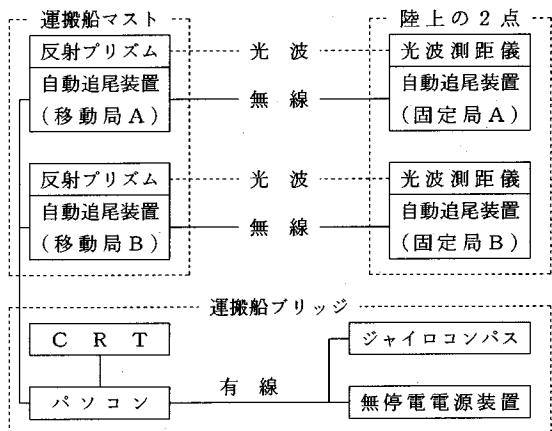 運搬船マスト
陸上の2点
反射プリズム
光波
光波測距儀
自動追尾装置
(移動局A)
無線
自動追尾装置
(固定局A)
反射プリズム
光波
光波測距儀
自動追尾装置
(移動局B)
無線
自動追尾装置
(固定局B)
運搬船ブリッジ
CRT
ジャイロコンパス
パソコン
有線
無停電電源装置